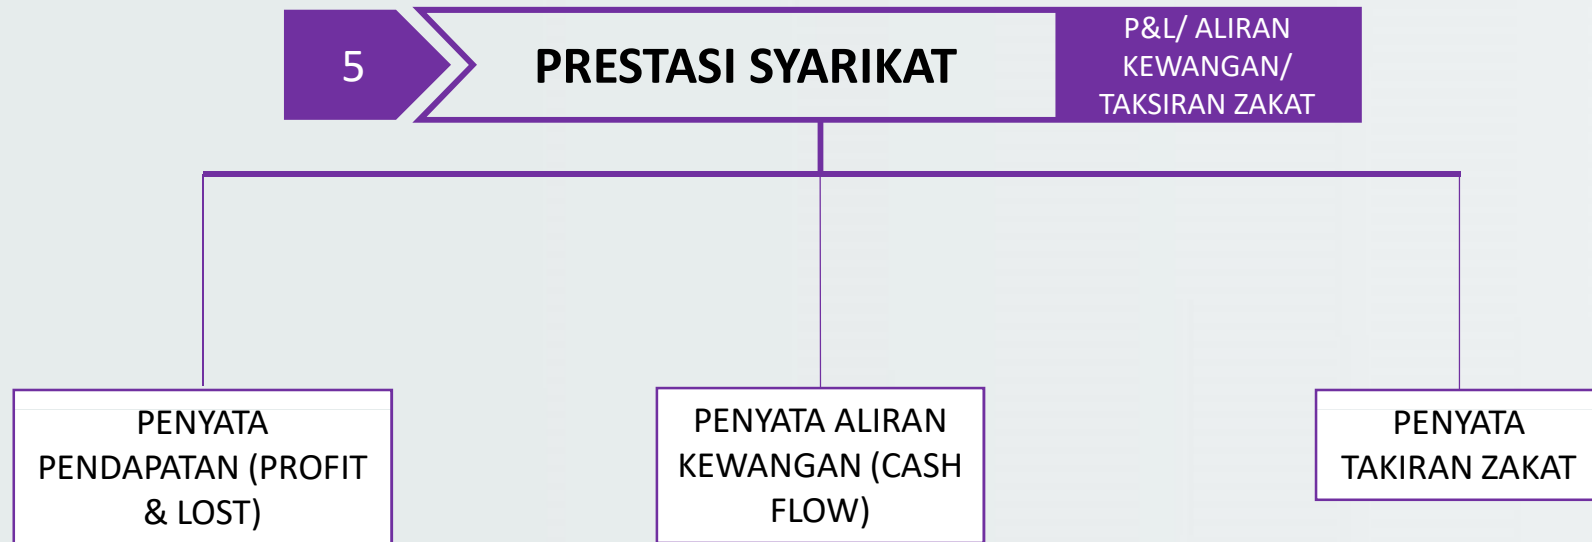 5
PRESTASI SYARIKAT
P&L/ ALIRAN
KEWANGAN/
TAKSIRAN ZAKAT
PENYATA
PENDAPATAN (PROFIT
& LOST)
PENYATA ALIRAN
KEWANGAN (CASH
FLOW)
PENYATA
TAKIRAN ZAKAT